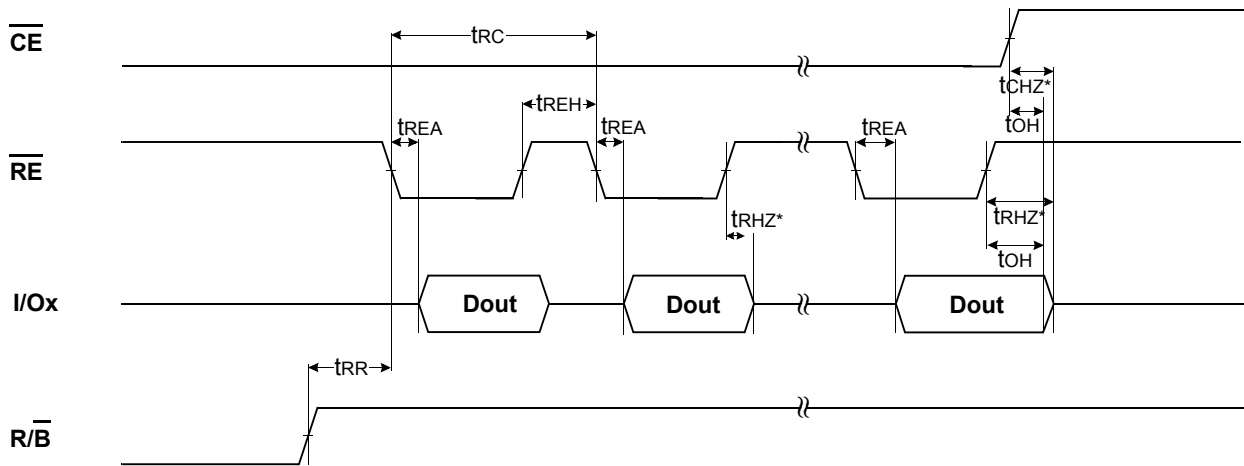 CE
tRC
tCHZ*
tREH
tOH
tREA
tREA
tREA
RE
tRHZ*
tRHZ*
tOH
I/Ox
Dout
Dout
Dout
tRR
R/B